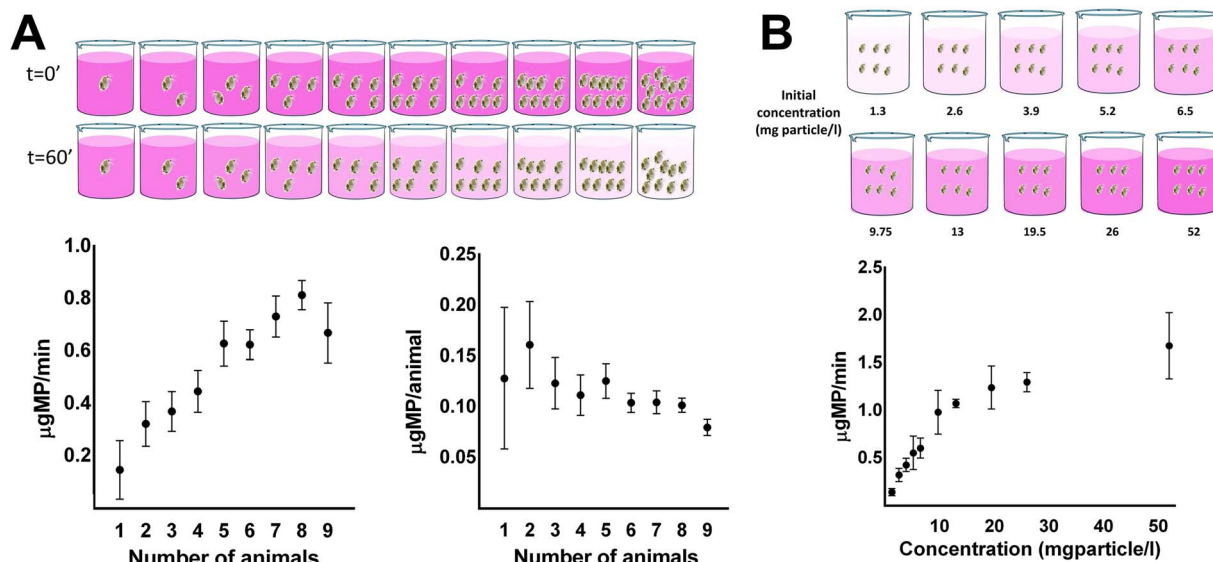 A
t=0'
t=60'
B
Initial
concentration
(mg particle/l)
1.3 2.6 3.9 5.2 6.5
9.75 13 19.5 26 52
1.0
0.8
0.6
0.4
0.2
µgMP/min
1 2 3 4 5 6 7 8 9
Number of animals
0.25
0.20
0.15
0.10
0.05
µgMP/animal
1 2 3 4 5 6 7 8 9
Number of animals
2.5
2.0
1.5
1.0
0.5
µgMP/min
10 20 30 40 50
Concentration (mgparticle/l)